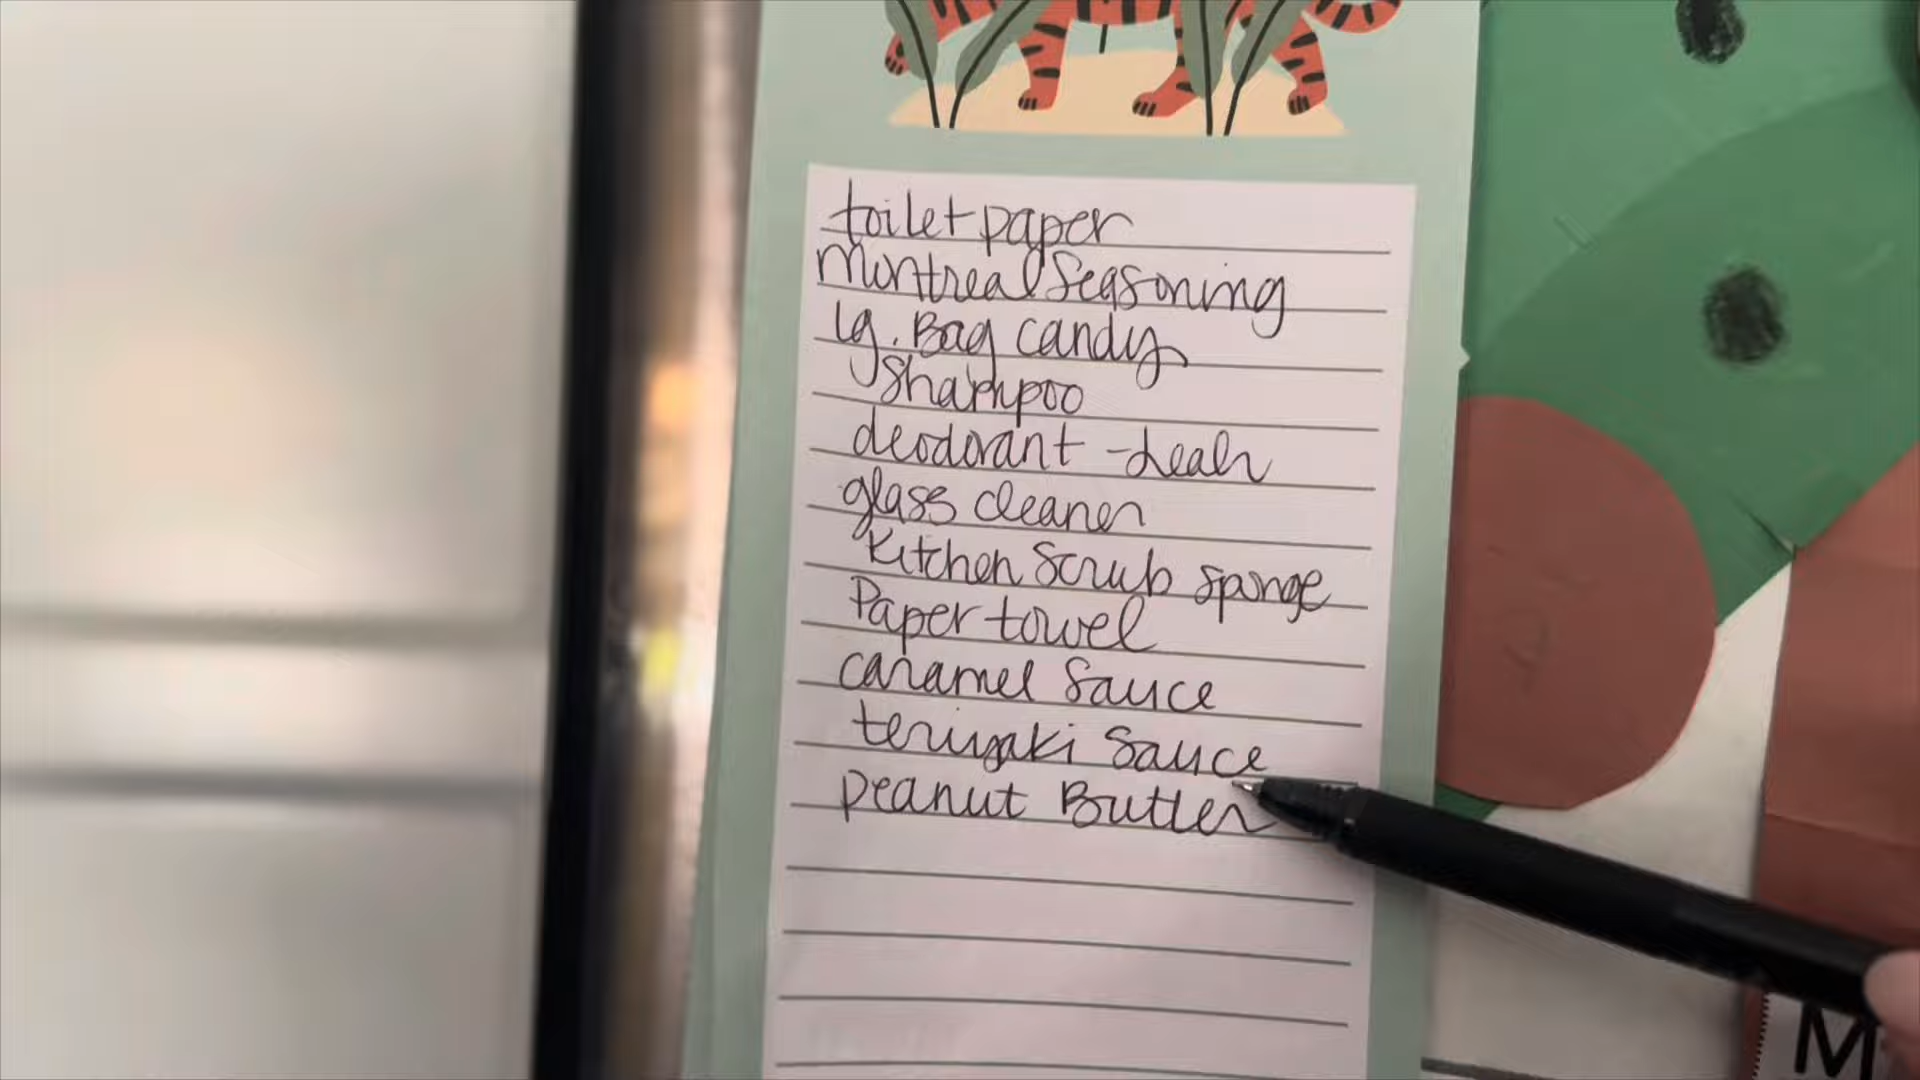 toilet paper
Montreal Seasoning
lg. Bag candy
Shampoo
deodorant - Leah
glass cleaner
Kitchen Scrub Sponge
Paper towel
caramel Sauce
teriyaki Sauce
peanut Butter
M